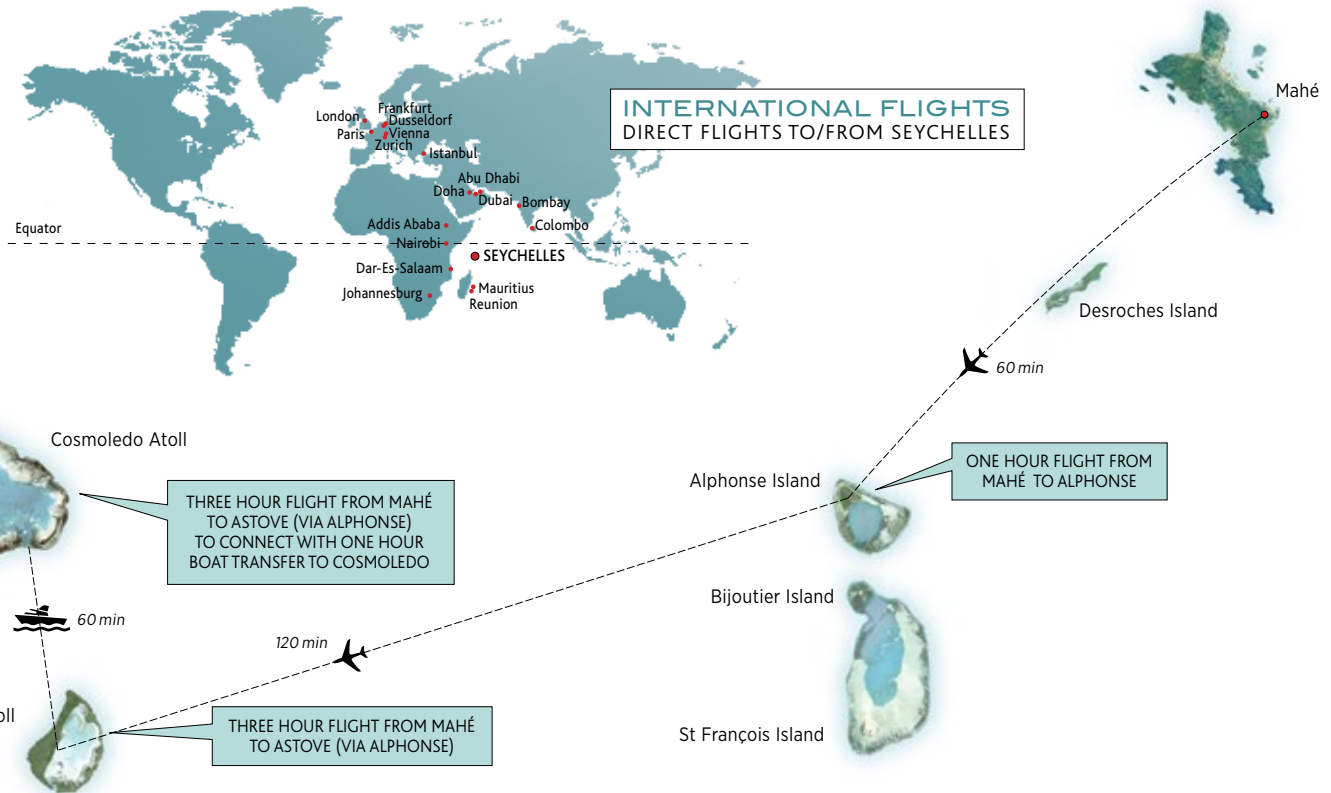 INTERNATIONAL FLIGHTS
DIRECT FLIGHTS TO/FROM SEYCHELLES
London
Frankfurt
Dusseldorf
Paris
Vienna
Zurich
Istanbul
Abu Dhabi
Doha
Dubai
Bombay
Colombo
Addis Ababa
Equator
Nairobi
SEYCHELLES
Dar-Es-Salaam
Johannesburg
Mauritius
Reunion
Mahé
Desroches Island
60 min
Cosmoledo Atoll
THREE HOUR FLIGHT FROM MAHÉ
TO ASTOVE (VIA ALPHONSE)
TO CONNECT WITH ONE HOUR
BOAT TRANSFER TO COSMOLEDO
Alphonse Island
ONE HOUR FLIGHT FROM
MAHÉ TO ALPHONSE
Bijoutier Island
60 min
120 min
St François Island
oll
THREE HOUR FLIGHT FROM MAHÉ
TO ASTOVE (VIA ALPHONSE)